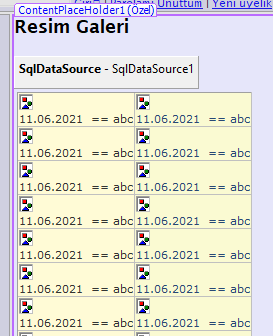 ContentPlaceHolder1 (Özel)
Unuttum | Yeni üyelik
Resim Galeri
SqlDataSource - SqlDataSource1
11.06.2021 == abc 11.06.2021 == abc
11.06.2021 == abc 11.06.2021 == abc
11.06.2021 == abc 11.06.2021 == abc
11.06.2021 == abc 11.06.2021 == abc
11.06.2021 == abc 11.06.2021 == abc
11.06.2021 == abc 11.06.2021 == abc
11.06.2021 == abc 11.06.2021 == abc